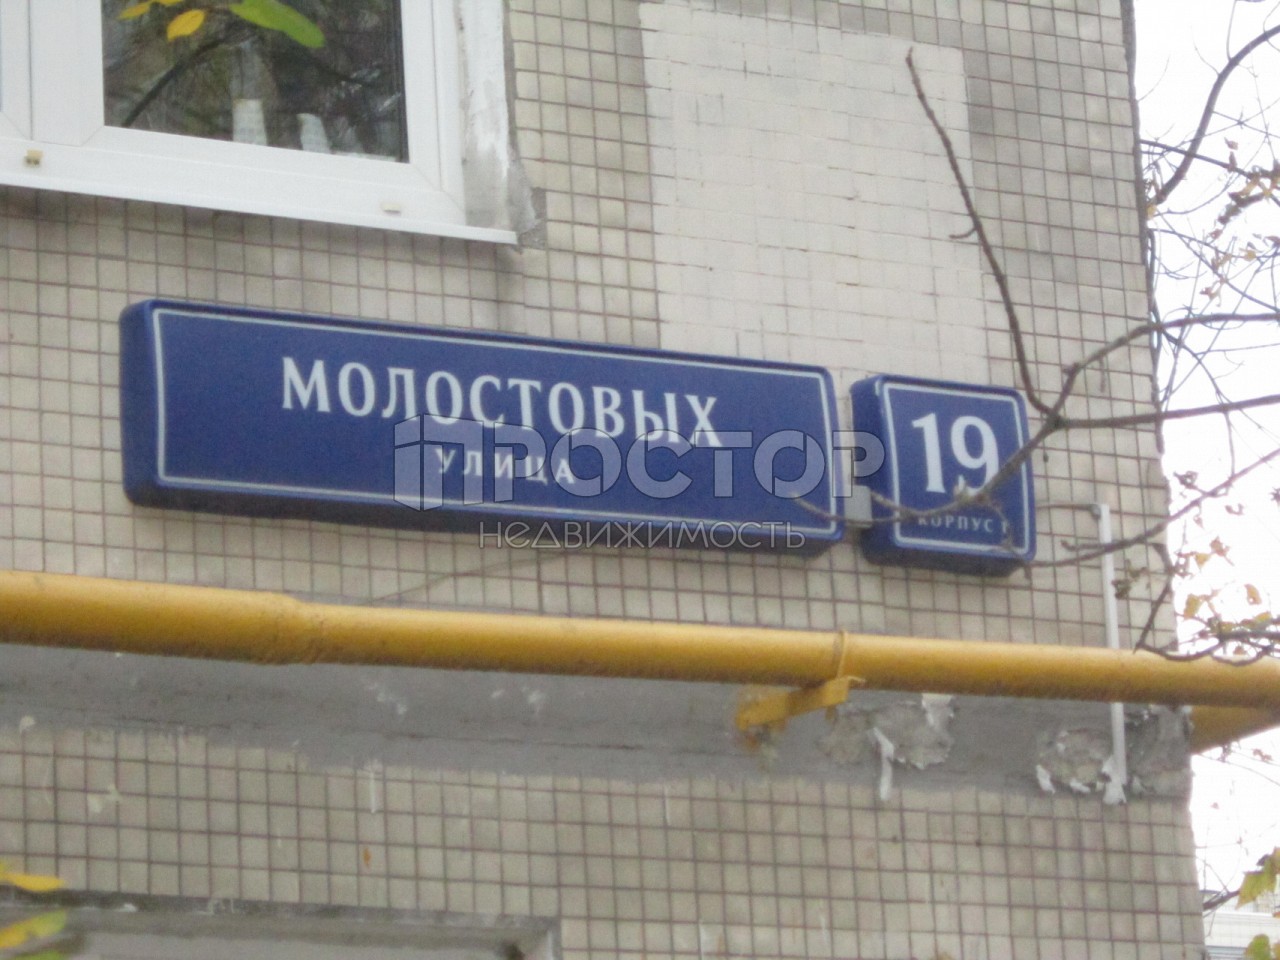 МОЛОСТОВЫХ
УЛИЦА
19
КОРПУС
ПРОСТОР
НЕДВИЖИМОСТЬ